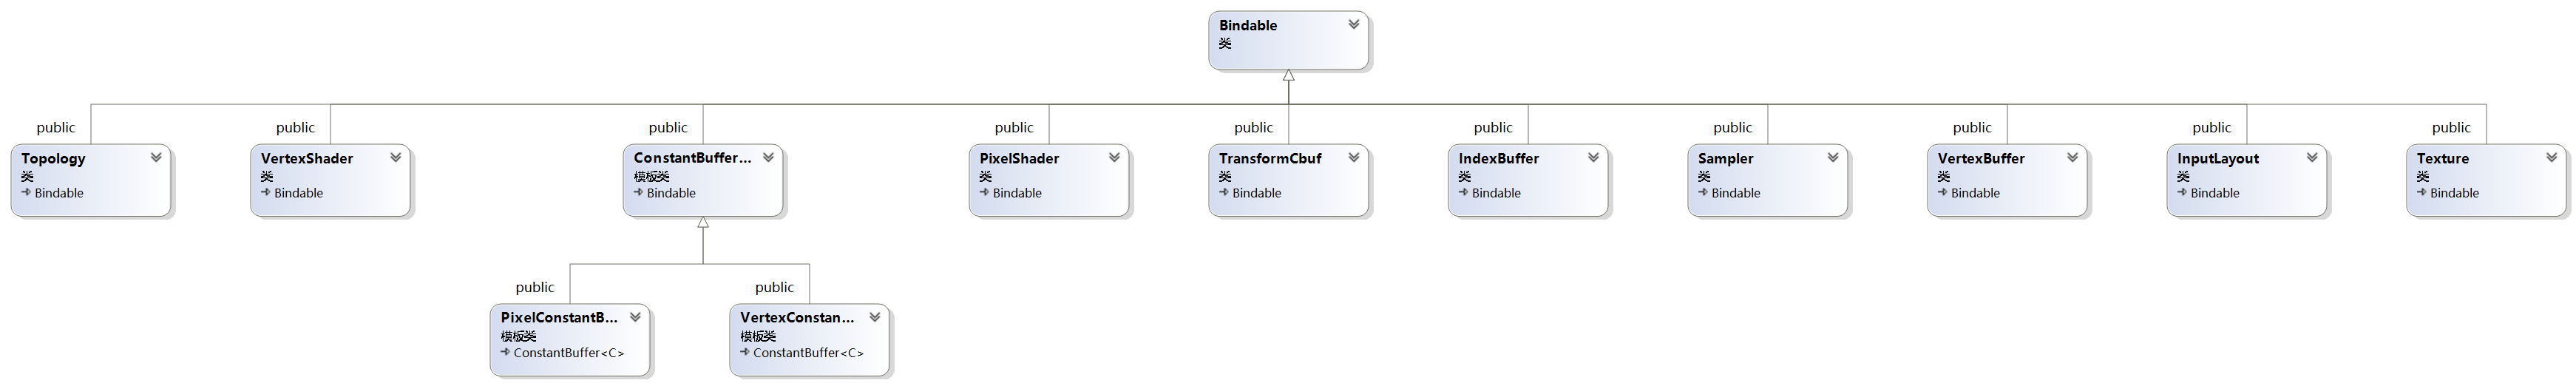 Bindable
类
public
public
public
public
public
public
public
public
public
public
Topology
类
Bindable
VertexShader
类
Bindable
ConstantBuffer...
模板类
Bindable
PixelShader
类
Bindable
TransformCbuf
类
Bindable
IndexBuffer
类
Bindable
Sampler
类
Bindable
VertexBuffer
类
Bindable
InputLayout
类
Bindable
Texture
类
Bindable
public
public
PixelConstantB...
模板类
ConstantBuffer<C>
VertexConstan...
模板类
ConstantBuffer<C>